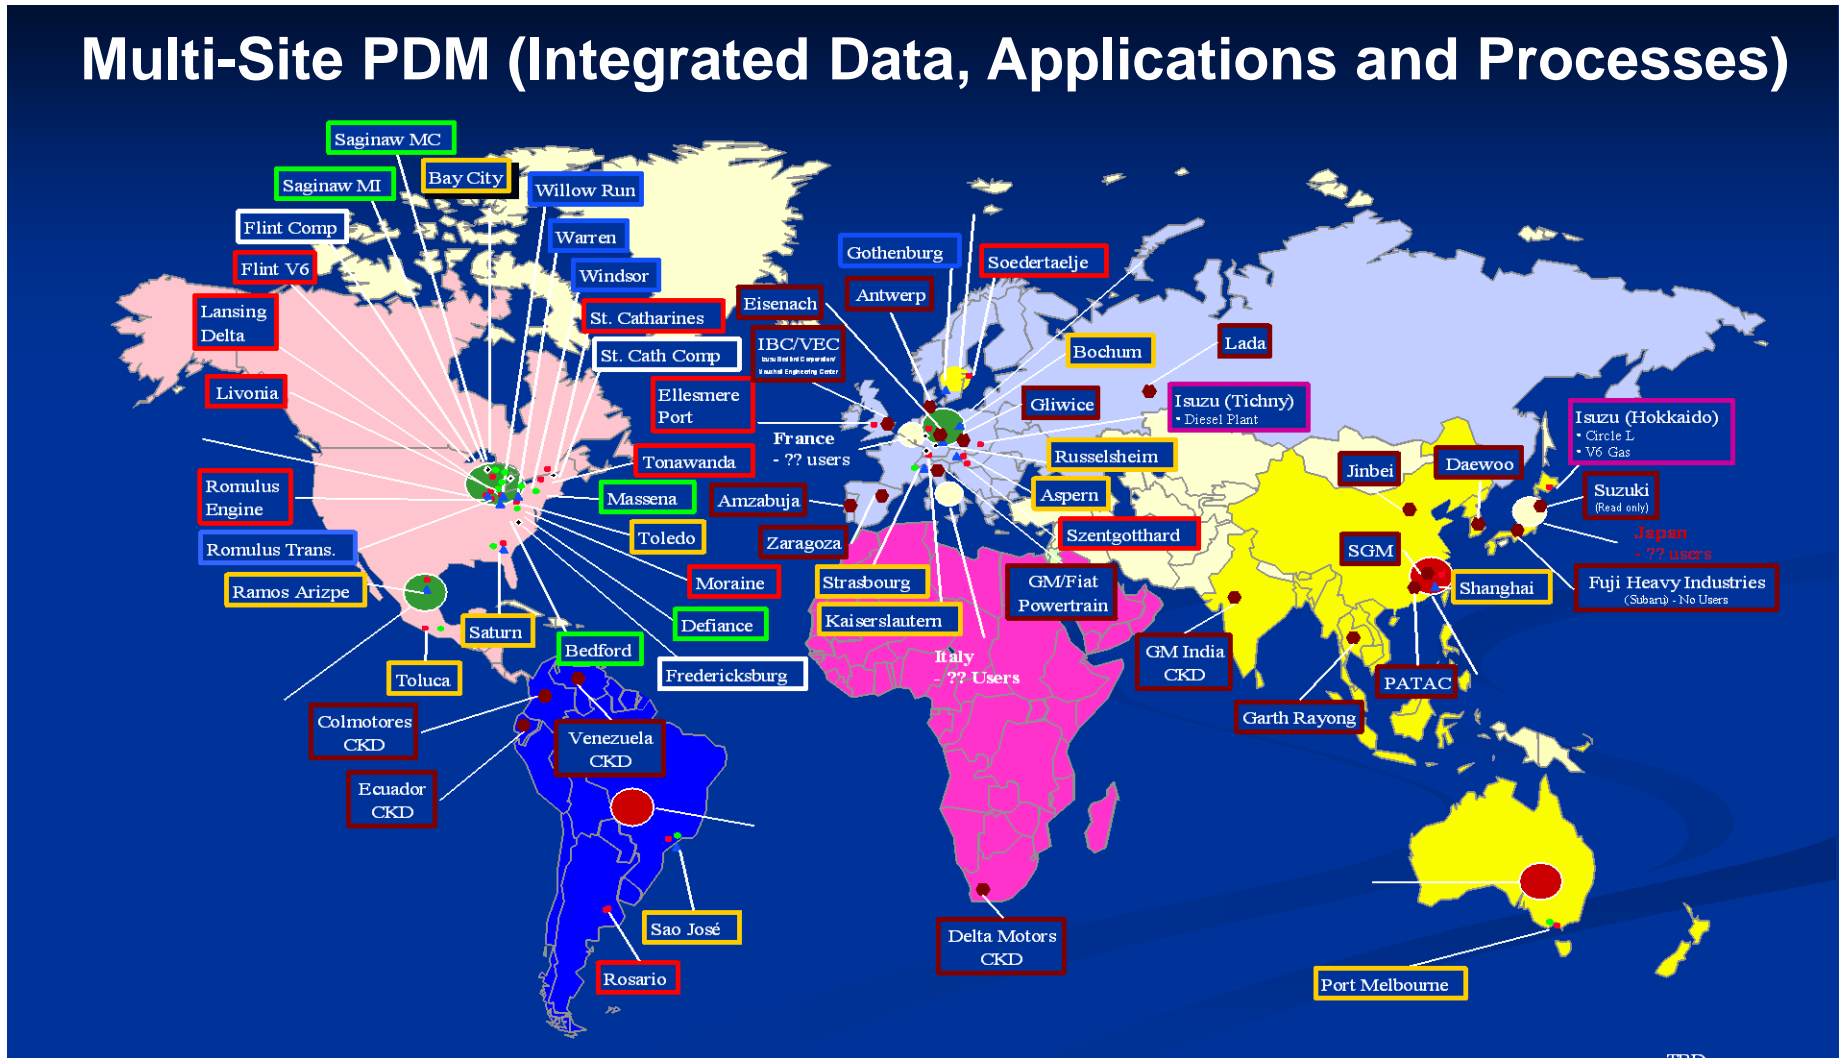 Multi-Site PDM (Integrated Data, Applications and Processes)
Saginaw MC
Bay City
Saginaw MI
Willow Run
Flint Comp
Warren
Flint V6
Windsor
Lansing
Delta
St. Catharines
St. Cath Comp
Livonia
Ellesmere
Port
Tonawanda
Romulus
Engine
Massena
Romulus Trans.
Toledo
Ramos Arizpe
Moraine
Saturn
Defiance
Bedford
Toluca
Fredericksburg
Colmotores
CKD
Venezuela
CKD
Ecuador
CKD
Sao José
Rosario
Gothenburg
Soedertaelje
Antwerp
Eisenach
IBC/VEC
Isuzu Bedford Corporation/
Vauxhall Engineering Center
Bochum
Lada
Gliwice
Isuzu (Tichny)
• Diesel Plant
France
- ?? users
Russelsheim
Amzabuja
Aspern
Zaragoza
Szentgotthard
Strasbourg
GM/Fiat
Powertrain
Kaiserslautern
Italy
- ?? Users
Delta Motors
CKD
Isuzu (Hokkaido)
• Circle L
• V6 Gas
Jinbei
Daewoo
Suzuki
(Read only)
Japan
- ?? users
SGM
Shanghai
Fuji Heavy Industries
(Subaru) - No Users
GM India
CKD
PATAC
Garth Rayong
Port Melbourne